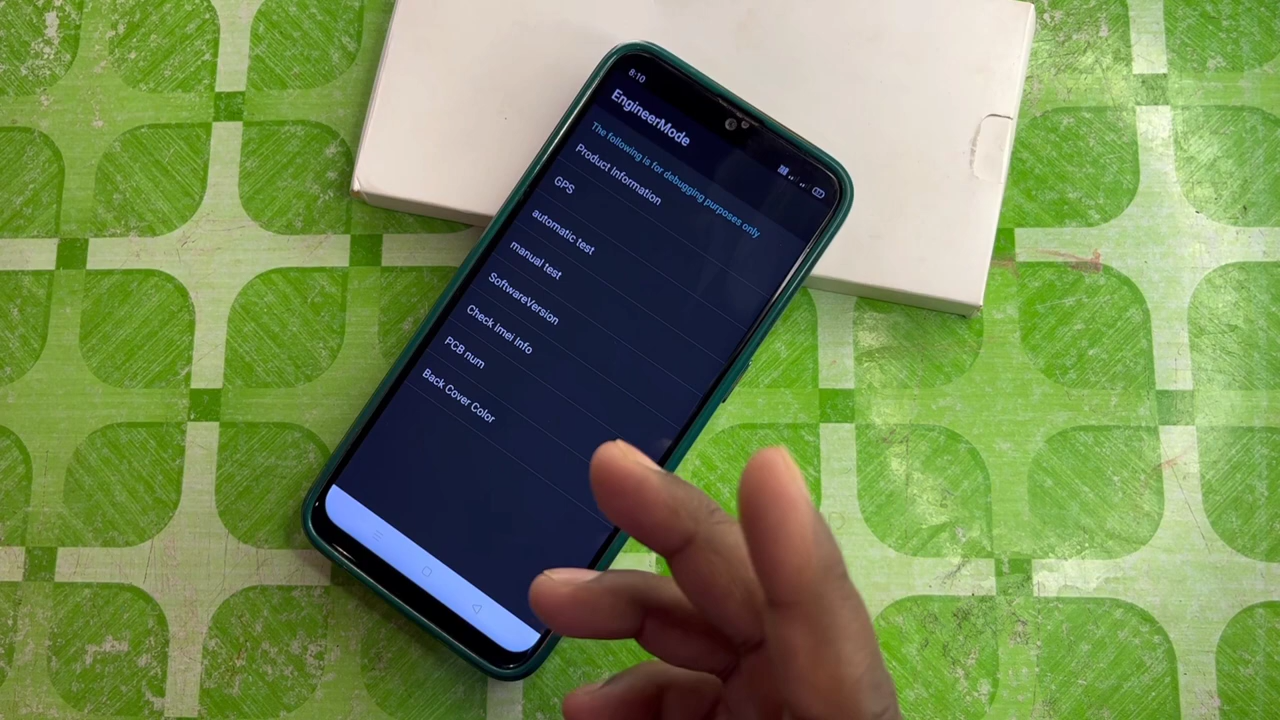 8:10
EngineerMode
The following is for debugging purposes only
Product Information
GPS
automatic test
manual test
SoftwareVersion
Check Imei Info
PCB num
Back Cover Color